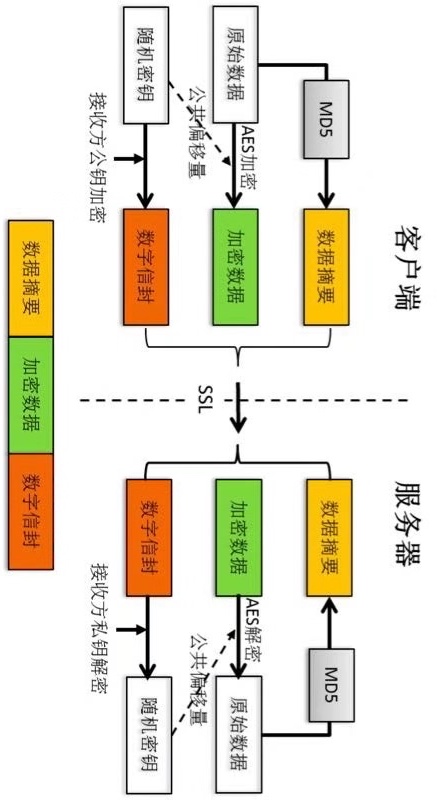 客户端
服务器
MD5
数据摘要
数据摘要
MD5
原始数据
AES加密
加密数据
SSL
加密数据
AES解密
原始数据
公共偏移量
公共偏移量
随机密钥
数字信封
数字信封
随机密钥
接收方公钥加密
接收方私钥解密
数据摘要
加密数据
数字信封